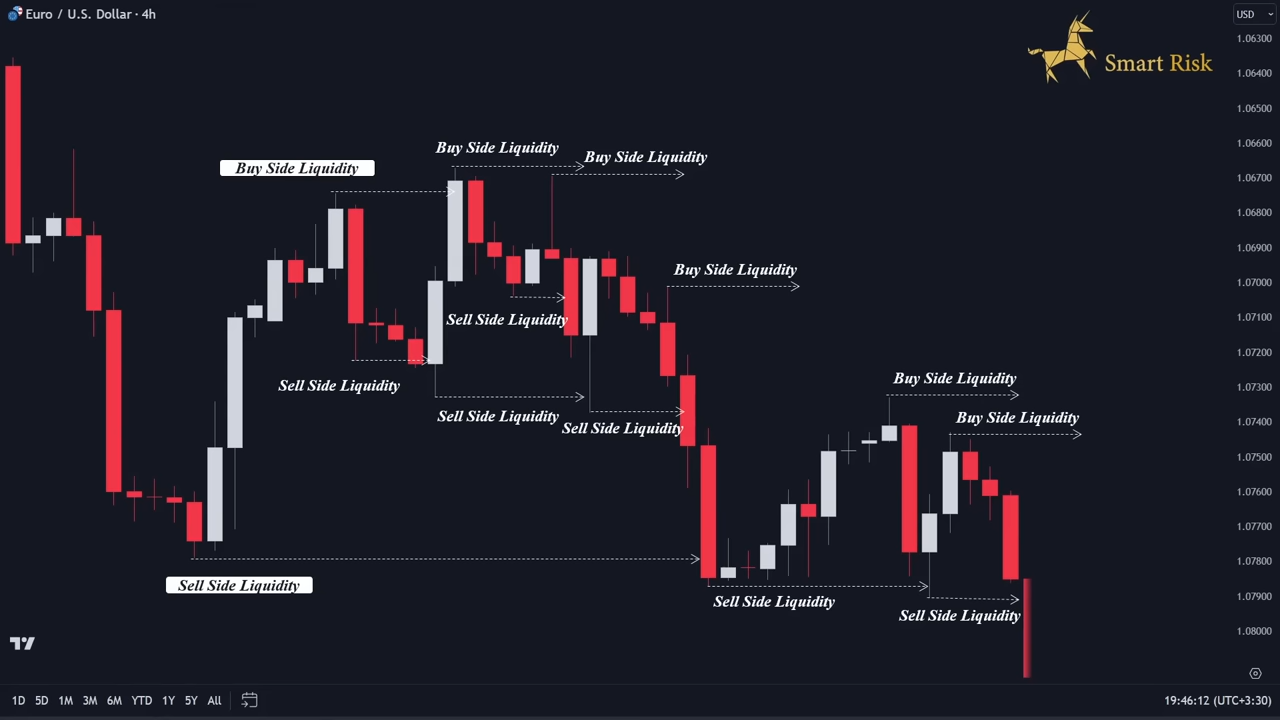 Euro / U.S. Dollar · 4h
USD
Smart Risk
1.06300
1.06400
1.06500
1.06600
1.06700
1.06800
1.06900
1.07000
1.07100
1.07200
1.07300
1.07400
1.07500
1.07600
1.07700
1.07800
1.07900
1.08000
Buy Side Liquidity
Buy Side Liquidity
Buy Side Liquidity
Buy Side Liquidity
Sell Side Liquidity
Sell Side Liquidity
Buy Side Liquidity
Sell Side Liquidity
Buy Side Liquidity
Sell Side Liquidity
Sell Side Liquidity
Sell Side Liquidity
Sell Side Liquidity
1D 5D 1M 3M 6M YTD 1Y 5Y All
19:46:12 (UTC+3:30)